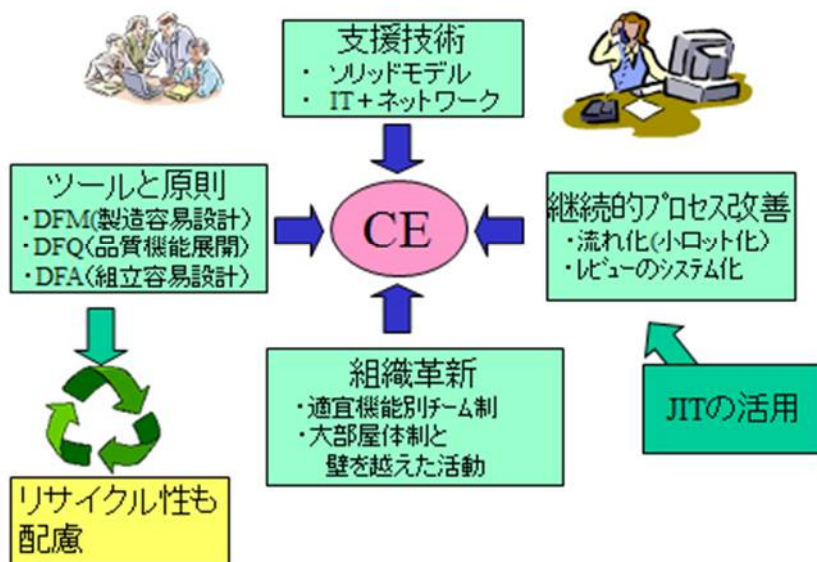 支援技術
・ ソリッドモデル
・ IT+ネットワーク
ツールと原則
・DFM(製造容易設計)
・DFQ(品質機能展開)
・DFA(組立容易設計)
CE
継続的プロセス改善
・流れ化(小ロット化)
・レビューのシステム化
組織革新
・適宜機能別チーム制
・大部屋体制と
壁を越えた活動
JITの活用
リサイクル性も
配慮